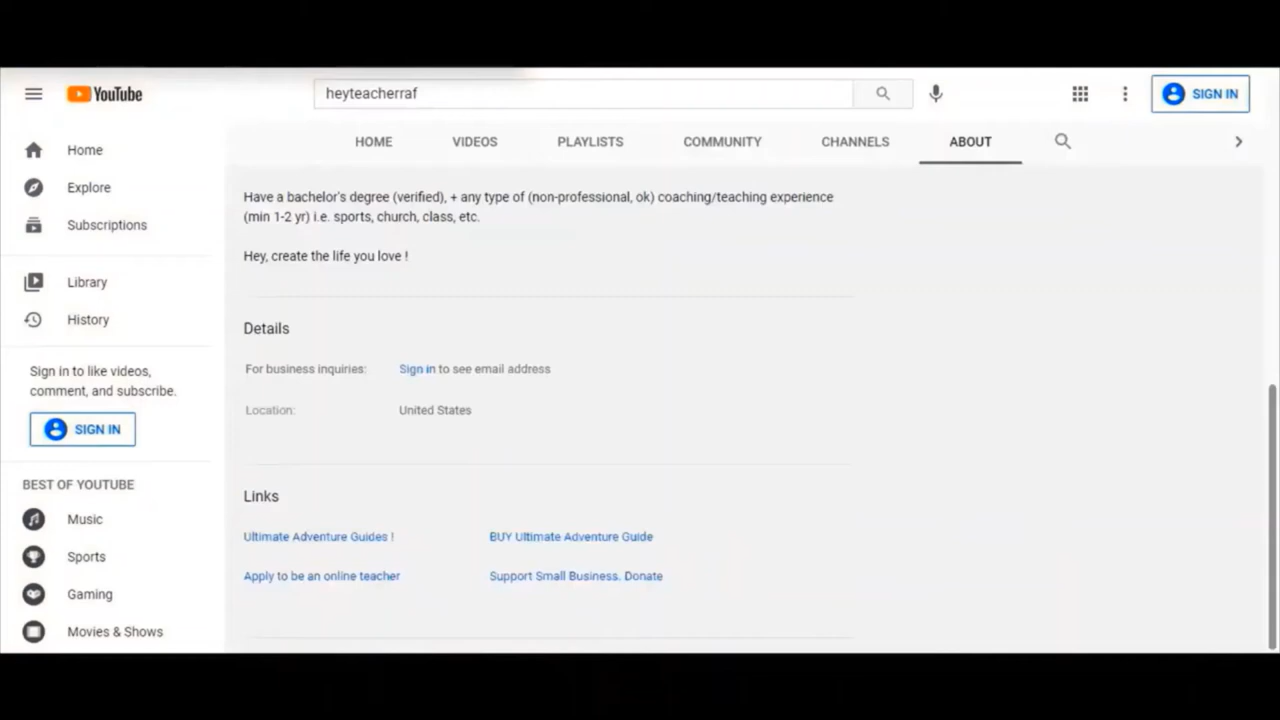 YouTube
heyteacherraf
SIGN IN
HOME VIDEOS PLAYLISTS COMMUNITY CHANNELS ABOUT
Home
Explore
Subscriptions
Library
History
Sign in to like videos,
comment, and subscribe.
SIGN IN
BEST OF YOUTUBE
Music
Sports
Gaming
Movies & Shows
Have a bachelor's degree (verified), + any type of (non-professional, ok) coaching/teaching experience
(min 1-2 yr) i.e. sports, church, class, etc.
Hey, create the life you love !
Details
For business inquiries: Sign in to see email address
Location: United States
Links
Ultimate Adventure Guides ! BUY Ultimate Adventure Guide
Apply to be an online teacher Support Small Business. Donate